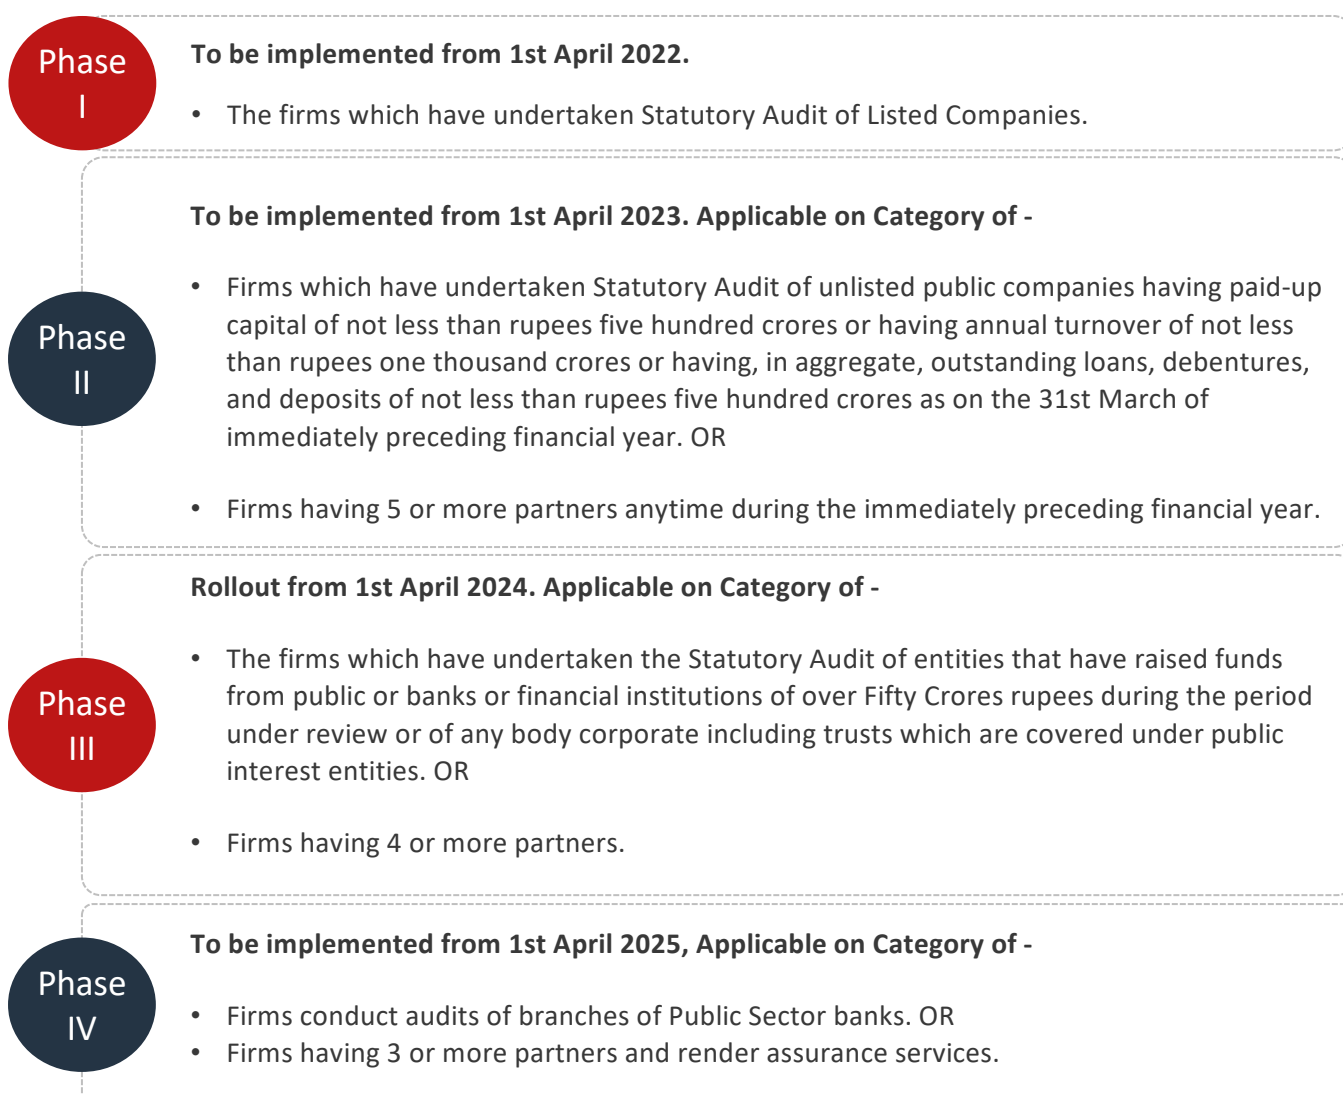 Phase
I
To be implemented from 1st April 2022.
• The firms which have undertaken Statutory Audit of Listed Companies.
Phase
II
To be implemented from 1st April 2023. Applicable on Category of -
• Firms which have undertaken Statutory Audit of unlisted public companies having paid-up
capital of not less than rupees five hundred crores or having annual turnover of not less
than rupees one thousand crores or having, in aggregate, outstanding loans, debentures,
and deposits of not less than rupees five hundred crores as on the 31st March of
immediately preceding financial year. OR
• Firms having 5 or more partners anytime during the immediately preceding financial year.
Phase
III
Rollout from 1st April 2024. Applicable on Category of -
• The firms which have undertaken the Statutory Audit of entities that have raised funds
from public or banks or financial institutions of over Fifty Crores rupees during the period
under review or of any body corporate including trusts which are covered under public
interest entities. OR
• Firms having 4 or more partners.
Phase
IV
To be implemented from 1st April 2025, Applicable on Category of -
• Firms conduct audits of branches of Public Sector banks. OR
• Firms having 3 or more partners and render assurance services.